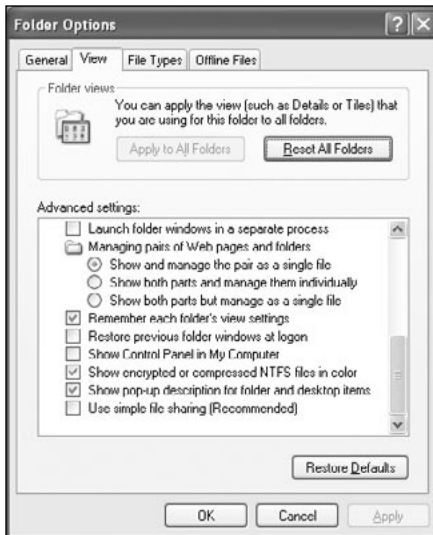 Folder Options
General View File Types Offline Files
Folder views
You can apply the view (such as Details or Tiles) that
you are using for this folder to all folders.
Apply to All Folders Reset All Folders
Advanced settings:
Launch folder windows in a separate process
Managing pairs of Web pages and folders
Show and manage the pair as a single file
Show both parts and manage them individually
Show both parts but manage as a single file
Remember each folder's view settings
Restore previous folder windows at logon
Show Control Panel in My Computer
Show encrypted or compressed NTFS files in color
Show pop-up description for folder and desktop items
Use simple file sharing (Recommended)
Restore Defaults
OK Cancel Apply